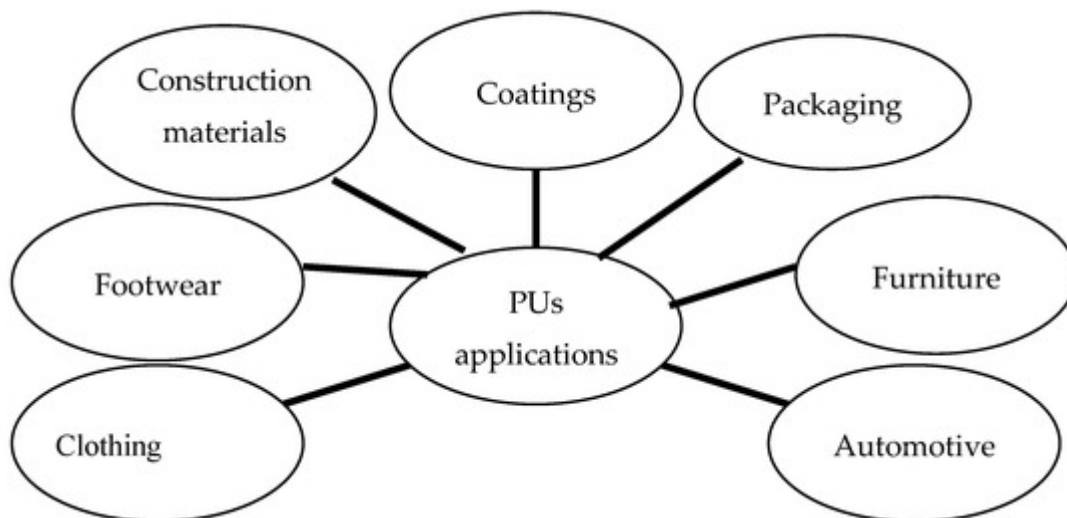 Construction
materials
Coatings
Packaging
Footwear
PUs
applications
Furniture
Clothing
Automotive